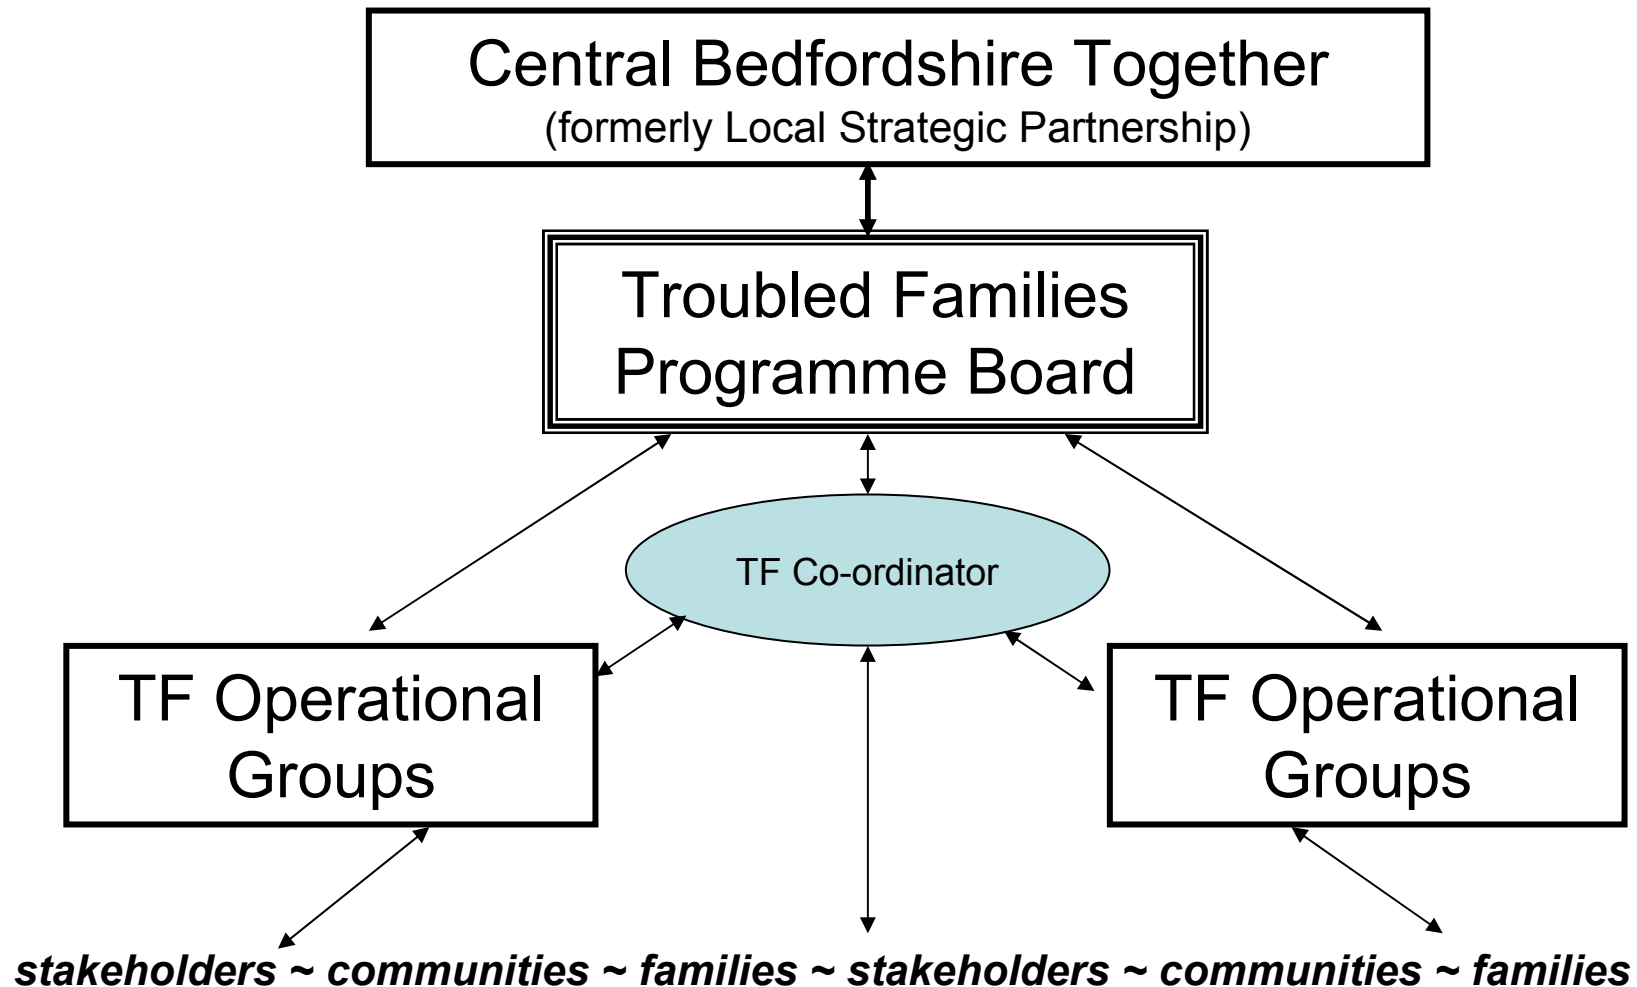 Central Bedfordshire Together
(formerly Local Strategic Partnership)
Troubled Families
Programme Board
TF Co-ordinator
TF Operational
Groups
TF Operational
Groups
stakeholders ~ communities ~ families ~ stakeholders ~ communities ~ families